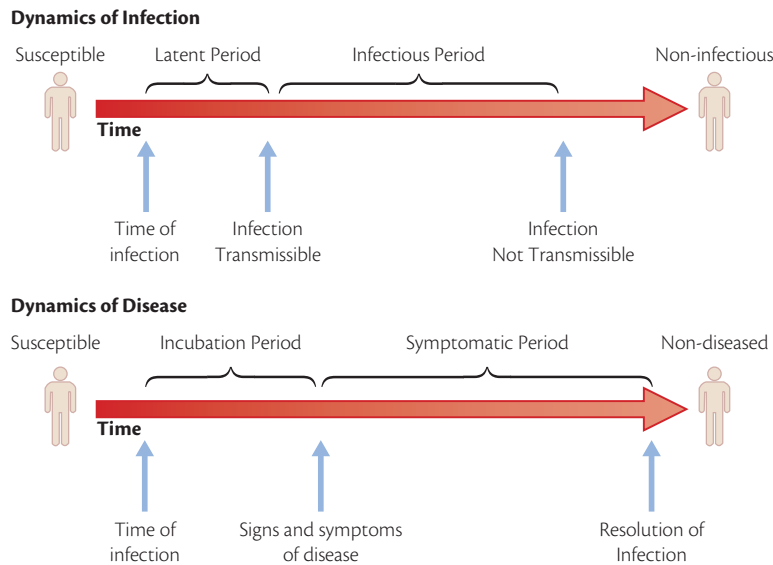 Dynamics of Infection
Susceptible Latent Period Infectious Period Non-infectious
Time
Time of Infection Infection
infection Transmissible Not Transmissible
Dynamics of Disease
Susceptible Incubation Period Symptomatic Period Non-diseased
Time
Time of Signs and symptoms Resolution of
infection of disease Infection